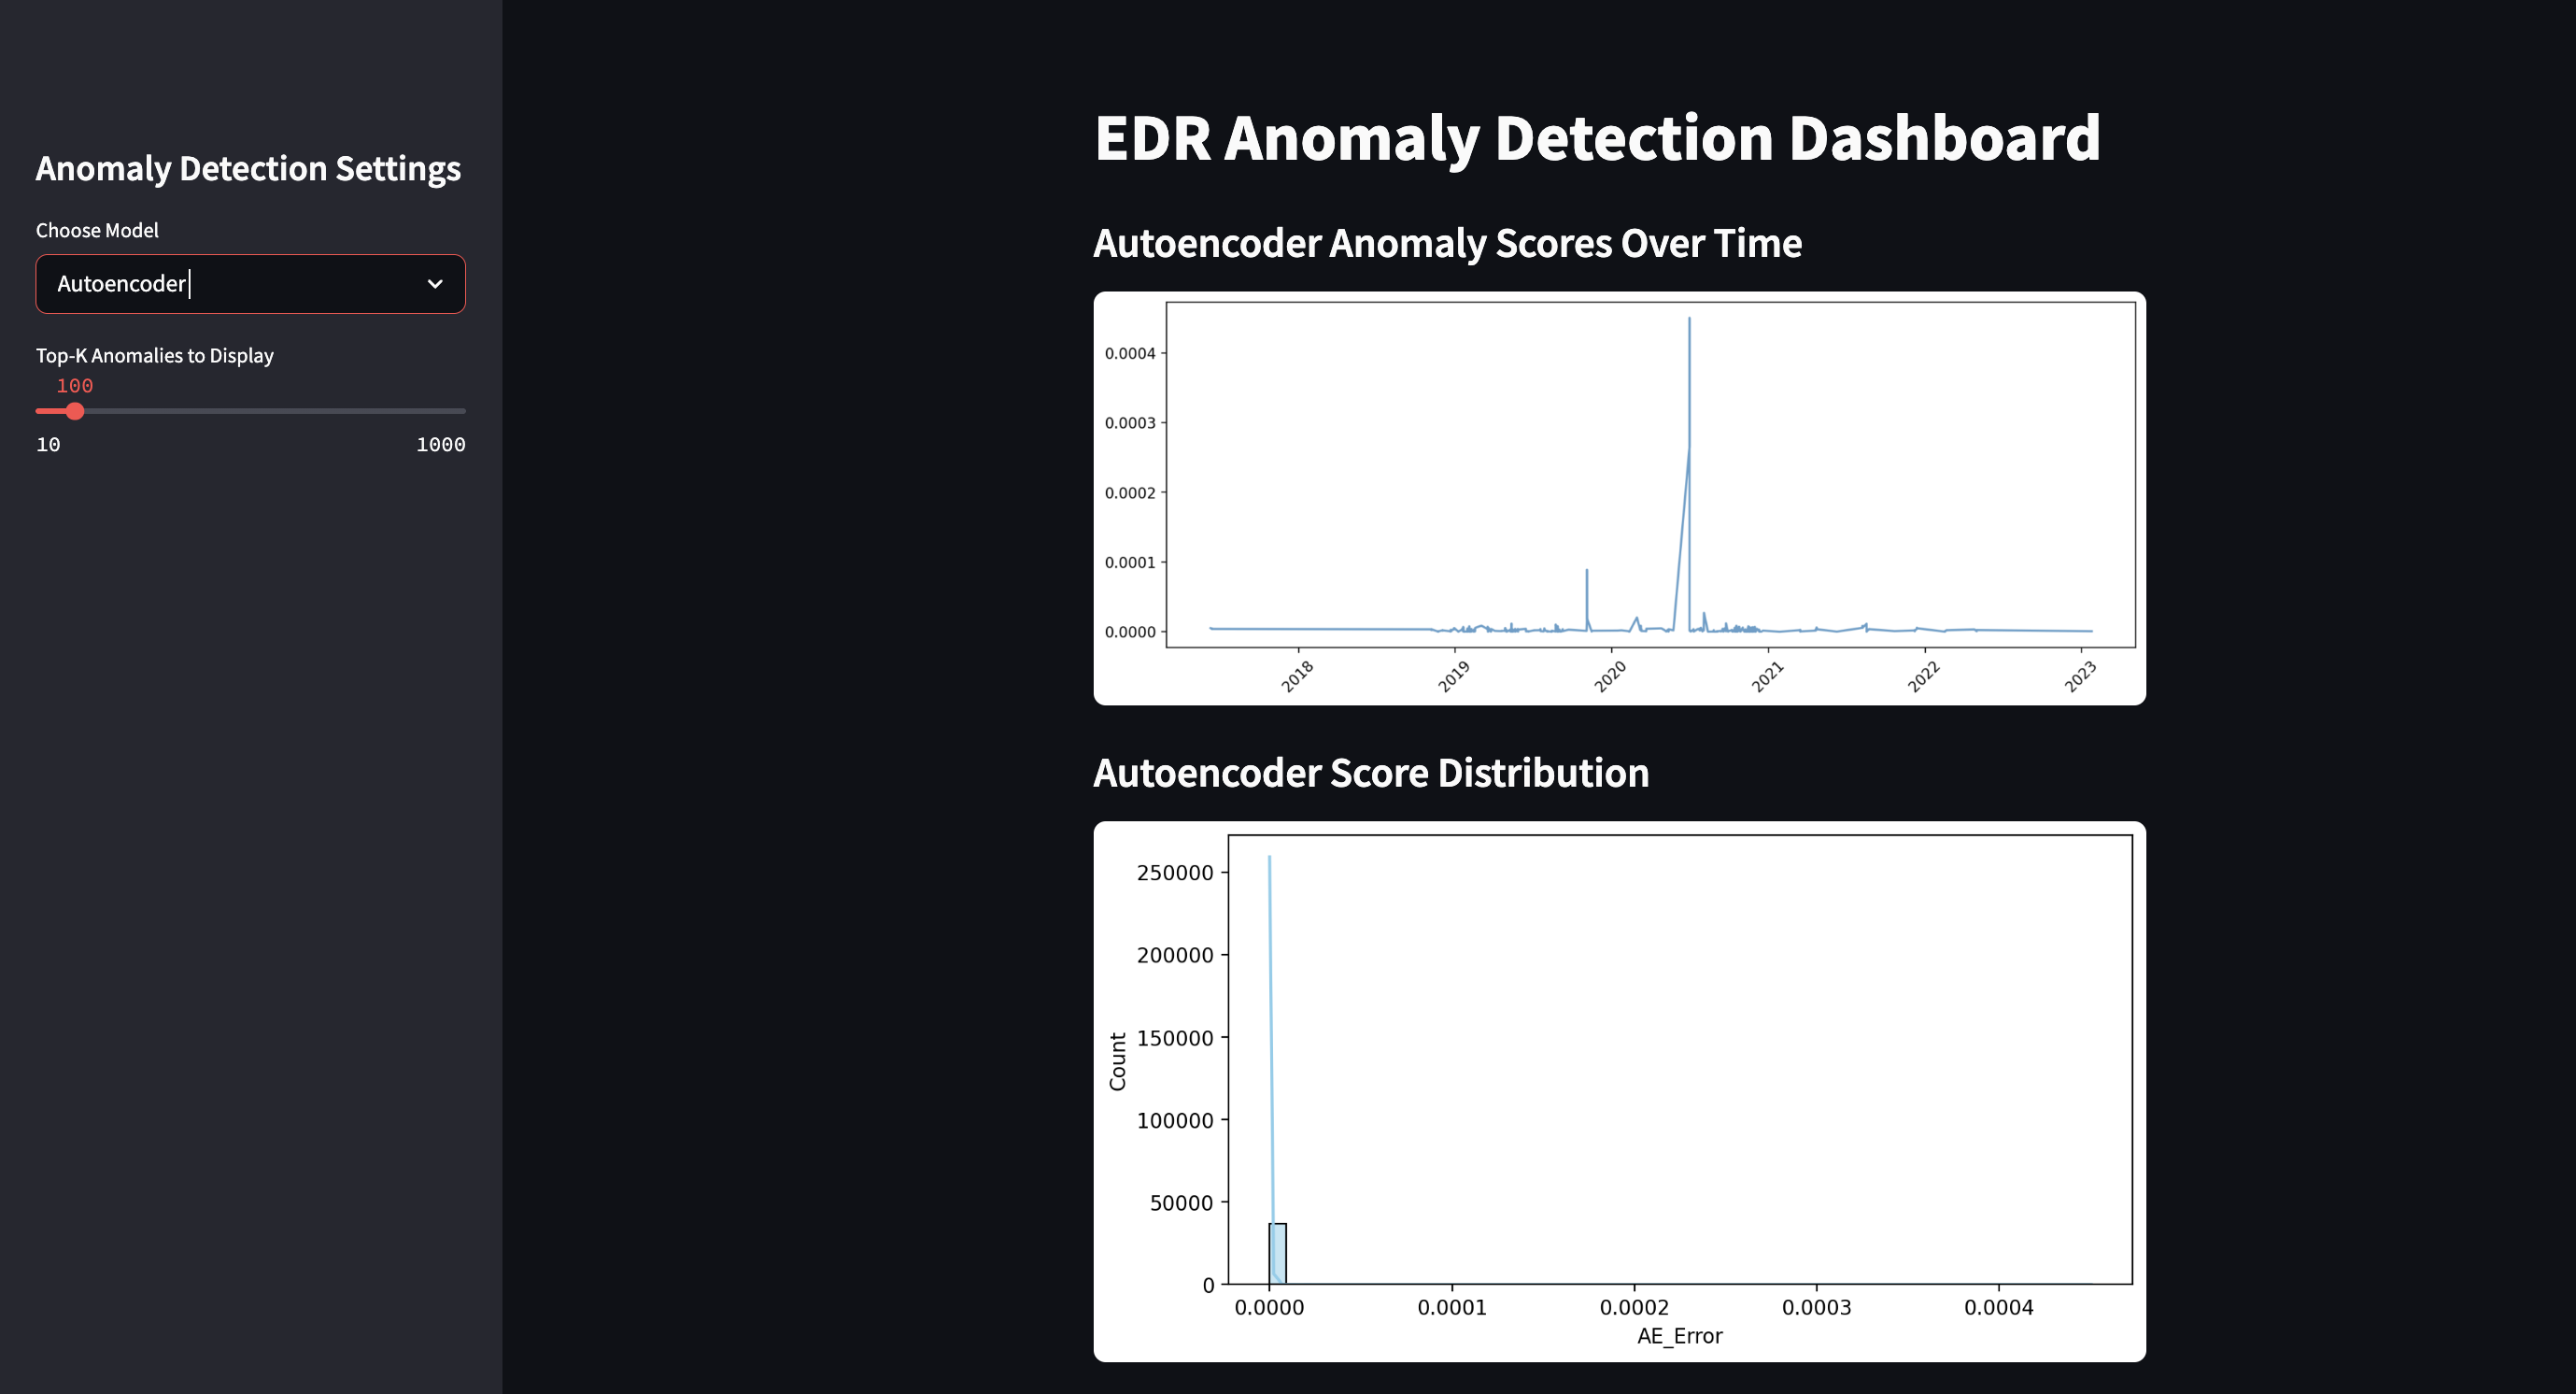 Anomaly Detection Settings
Choose Model
Autoencoder
Top-K Anomalies to Display
100
10 1000
EDR Anomaly Detection Dashboard
Autoencoder Anomaly Scores Over Time
0.0004
0.0003
0.0002
0.0001
0.0000
2018 2019 2020 2021 2022 2023
Autoencoder Score Distribution
250000
200000
150000
100000
50000
0
Count
0.0000 0.0001 0.0002 0.0003 0.0004
AE_Error